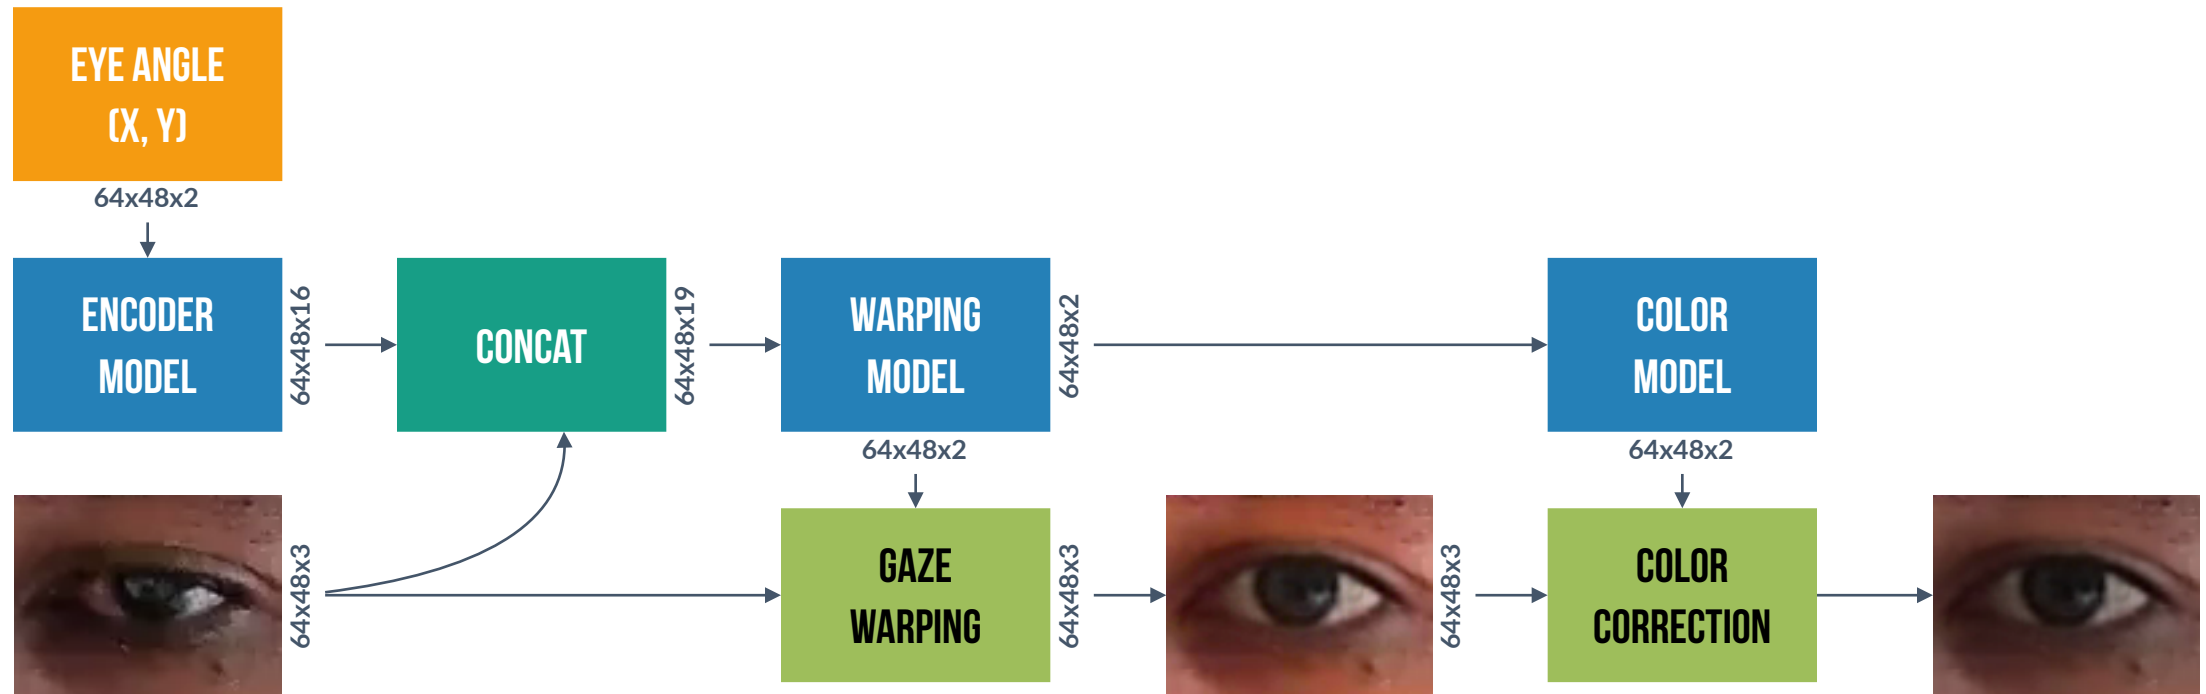 EYE ANGLE
(X, Y)
64x48x2
ENCODER
MODEL
64x48x16
CONCAT
64x48x19
WARPING
MODEL
64x48x2
COLOR
MODEL
64x48x2
64x48x2
64x48x3
GAZE
WARPING
64x48x3
64x48x3
COLOR
CORRECTION